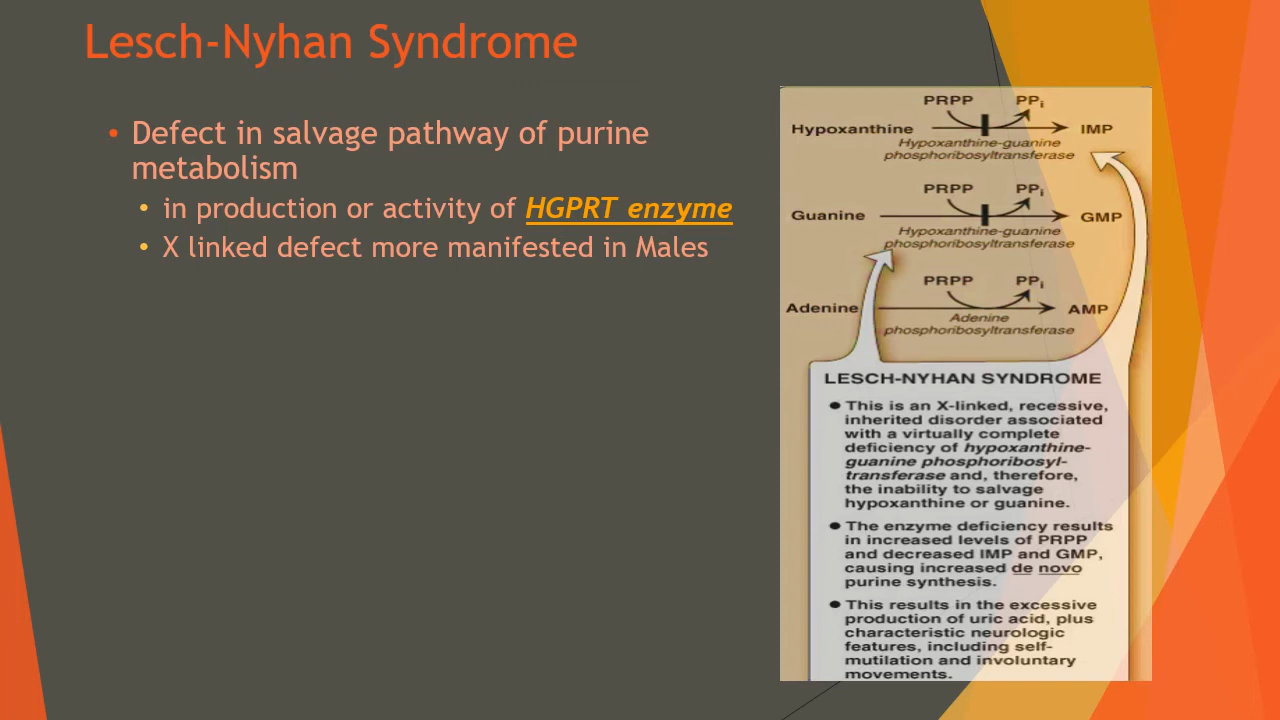 Lesch-Nyhan Syndrome
• Defect in salvage pathway of purine
metabolism
• in production or activity of HGPRT enzyme
• X linked defect more manifested in Males
PRPP PPi
Hypoxanthine IMP
Hypoxanthine-guanine
phosphoribosyltransferase
PRPP PPi
Guanine GMP
Hypoxanthine-guanine
phosphoribosyltransferase
PRPP PPi
Adenine AMP
Adenine
phosphoribosyltransferase
LESCH-NYHAN SYNDROME
● This is an X-linked, recessive,
inherited disorder associated
with a virtually complete
deficiency of hypoxanthine-
guanine phosphoribosyl-
transferase and, therefore,
the inability to salvage
hypoxanthine or guanine.
● The enzyme deficiency results
in increased levels of PRPP
and decreased IMP and GMP,
causing increased de novo
purine synthesis.
● This results in the excessive
production of uric acid, plus
characteristic neurologic
features, including self-
mutilation and involuntary
movements.